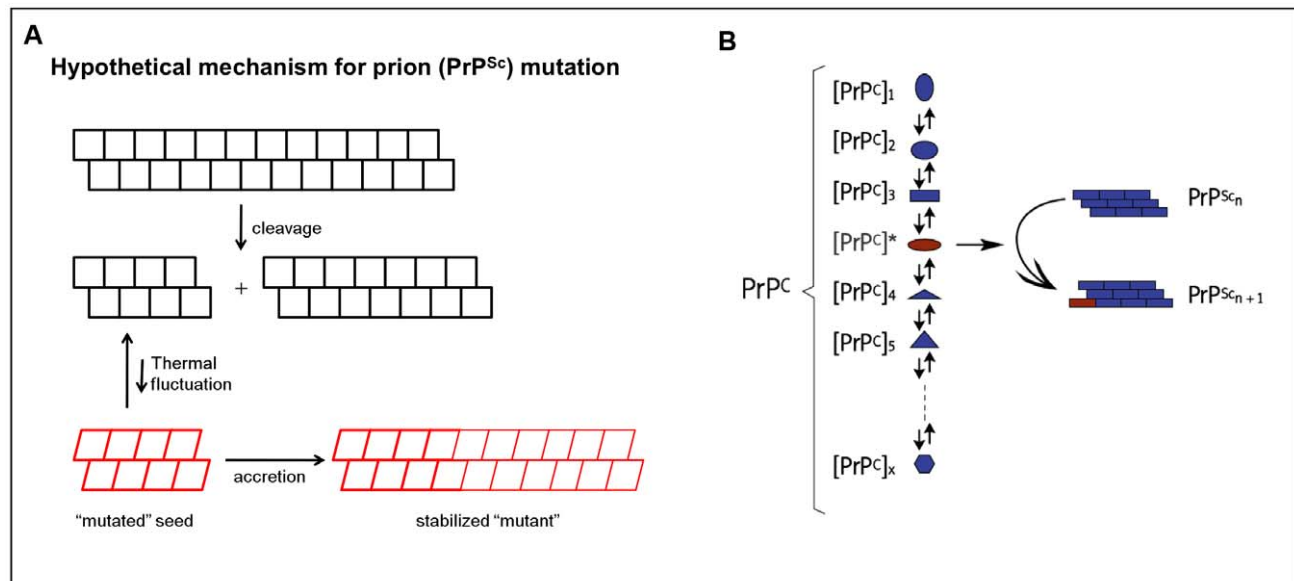 A
Hypothetical mechanism for prion (PrPSc) mutation
cleavage
+
Thermal
fluctuation
accretion
"mutated" seed
stabilized "mutant"
B
PrPC
[PrPC]1
[PrPC]2
[PrPC]3
[PrPC]*
[PrPC]4
[PrPC]5
[PrPC]x
PrPScn
PrPScn + 1